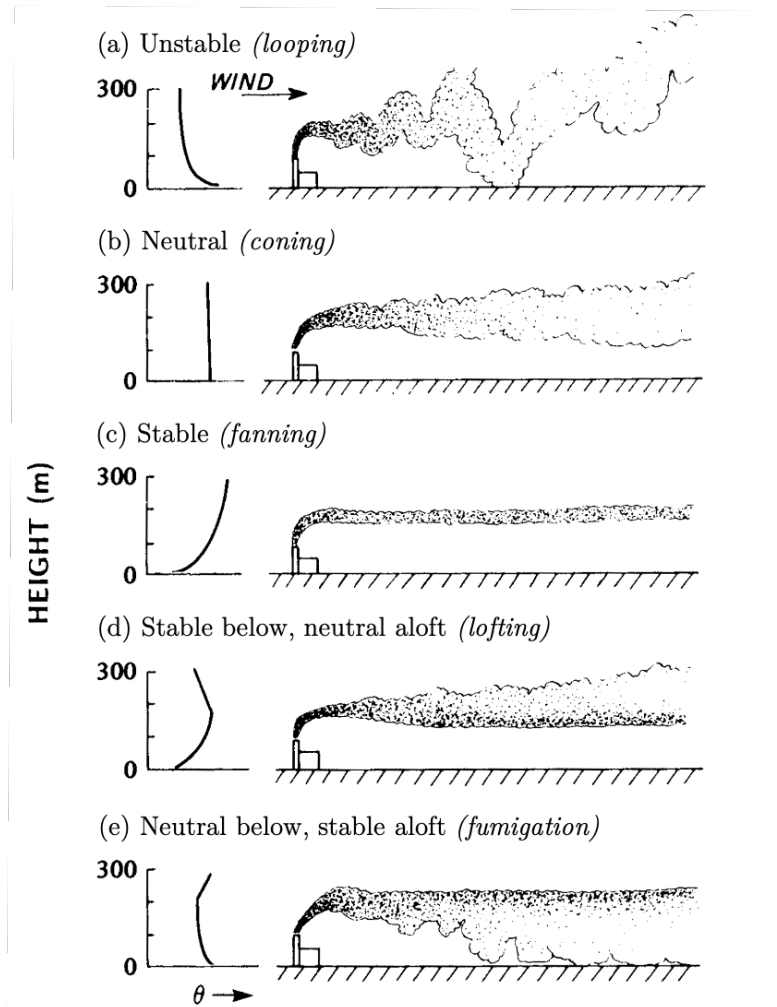 (a) Unstable (looping)
300
WIND
0
(b) Neutral (coning)
300
0
(c) Stable (fanning)
300
0
HEIGHT (m)
(d) Stable below, neutral aloft (lofting)
300
0
(e) Neutral below, stable aloft (fumigation)
300
0
θ